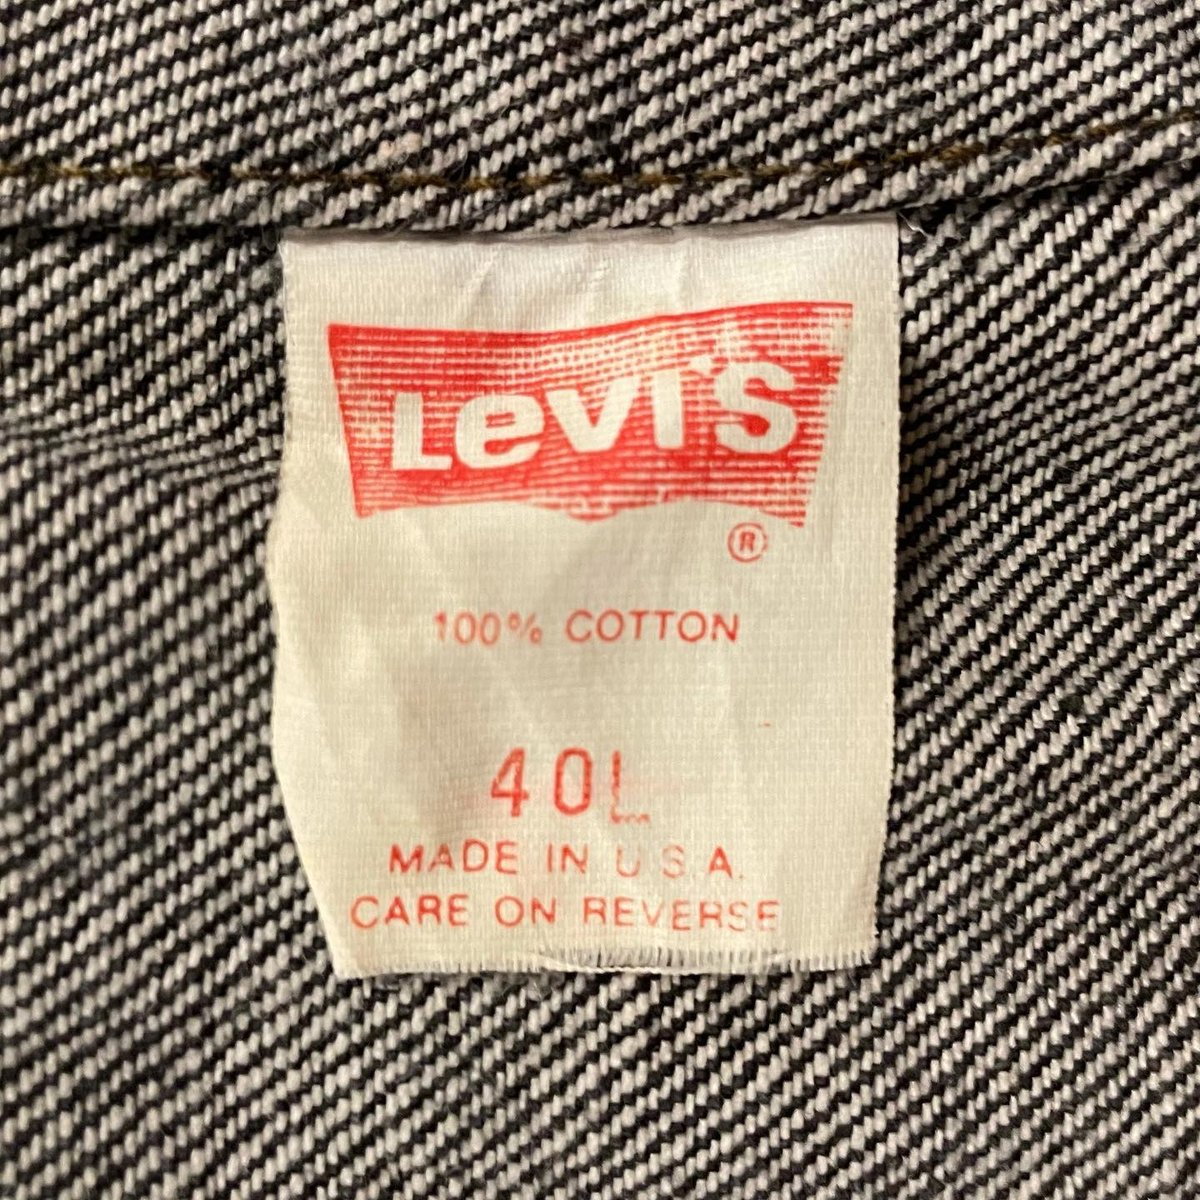 Levi's
®
100% COTTON
40L
MADE IN U.S.A.
CARE ON REVERSE